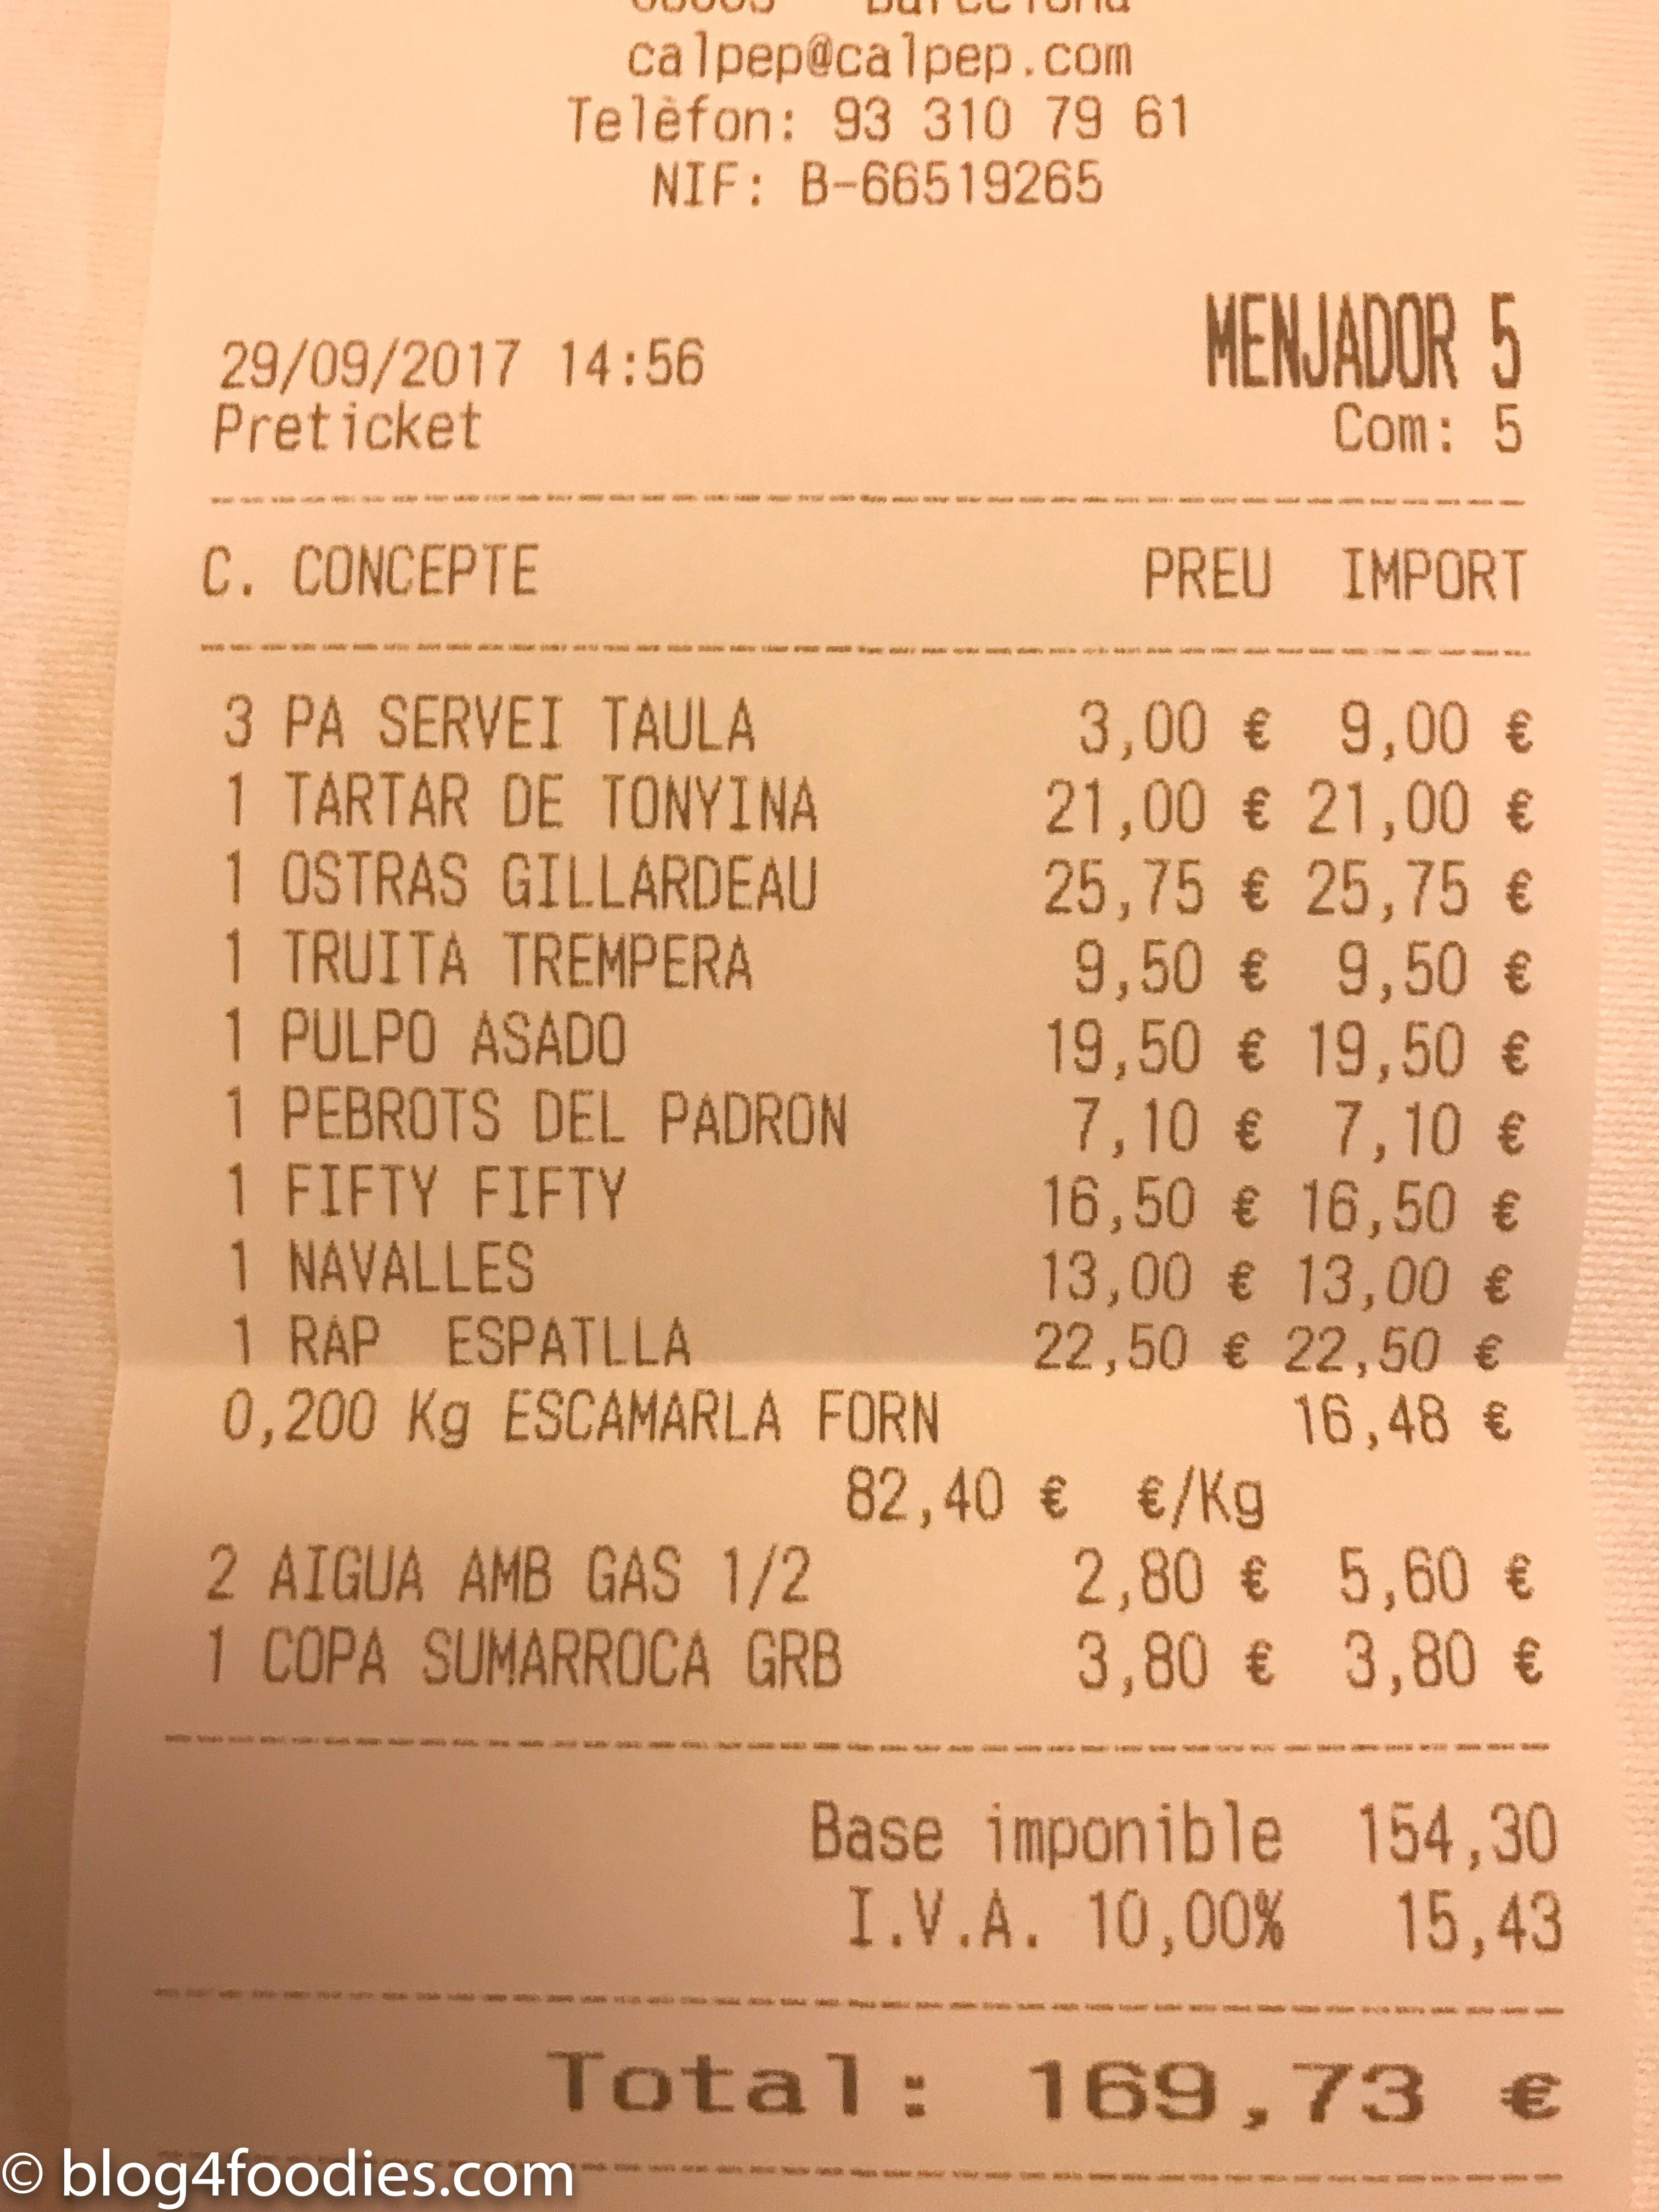 Barcelona
calpep@calpep.com
Telèfon: 93 310 79 61
NIF: B-66519265
MENJADOR 5
29/09/2017 14:56
Preticket Com: 5
C. CONCEPTE PREU IMPORT
3 PA SERVEI TAULA 3,00 € 9,00 €
1 TARTAR DE TONYINA 21,00 € 21,00 €
1 OSTRAS GILLARDEAU 25,75 € 25,75 €
1 TRUITA TREMPERA 9,50 € 9,50 €
1 PULPO ASADO 19,50 € 19,50 €
1 PEBROTS DEL PADRON 7,10 € 7,10 €
1 FIFTY FIFTY 16,50 € 16,50 €
1 NAVALLES 13,00 € 13,00 €
1 RAP ESPATLLA 22,50 € 22,50 €
0,200 Kg ESCAMARLA FORN 16,48 €
82,40 € €/Kg
2 AIGUA AMB GAS 1/2 2,80 € 5,60 €
1 COPA SUMARROCA GRB 3,80 € 3,80 €
Base imponible 154,30
I.V.A. 10,00% 15,43
Total: 169,73 €
© blog4foodies.com